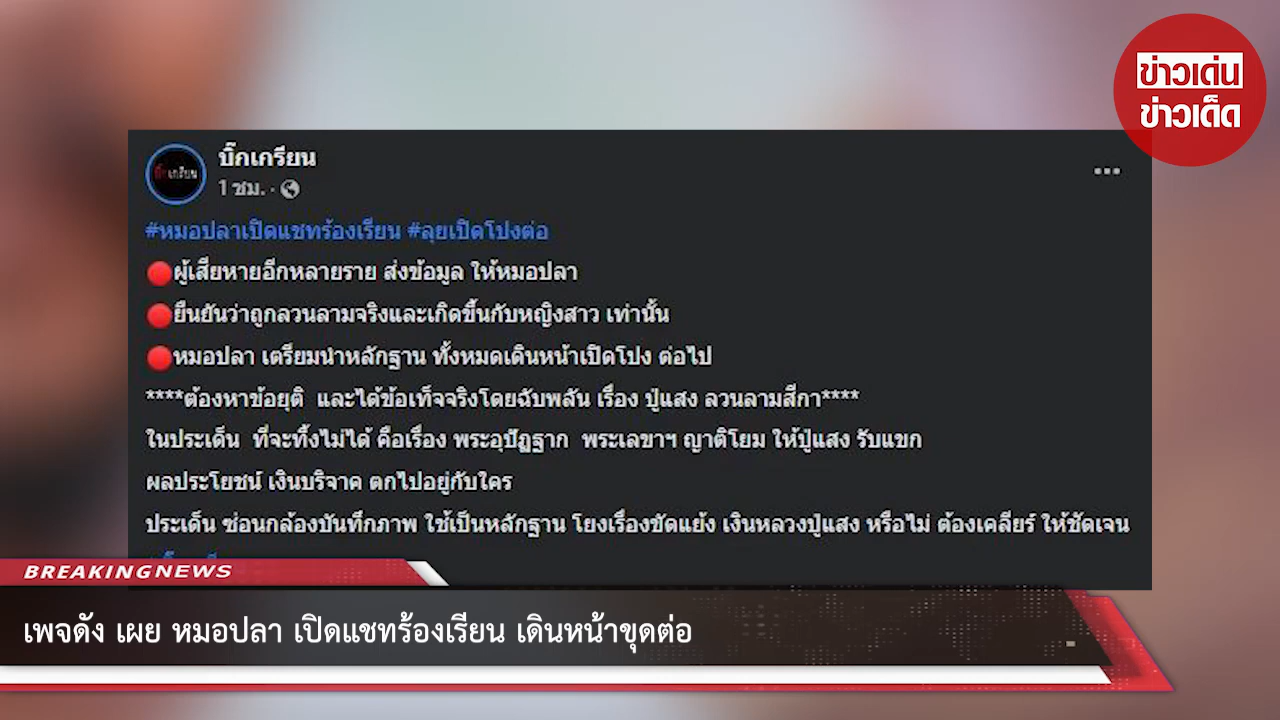 ข่าวเด่น
ข่าวเด็ด
บิ๊กเกรียน
บิ๊กเกรียน
1 ชม. ·
#หมอปลาเปิดแชทร้องเรียน #ลุยเปิดโปงต่อ
🔴ผู้เสียหายอีกหลายราย ส่งข้อมูล ให้หมอปลา
🔴ยืนยันว่าถูกลวนลามจริงและเกิดขึ้นกับหญิงสาว เท่านั้น
🔴หมอปลา เตรียมนำหลักฐาน ทั้งหมดเดินหน้าเปิดโปง ต่อไป
****ต้องหาข้อยุติ และได้ข้อเท็จจริงโดยฉับพลัน เรื่อง ปู่แสง ลวนลามสีกา****
ในประเด็น ที่จะทิ้งไม่ได้ คือเรื่อง พระอุปัฏฐาก พระเลขาฯ ญาติโยม ให้ปู่แสง รับแขก
ผลประโยชน์ เงินบริจาค ตกไปอยู่กับใคร
ประเด็น ซ่อนกล้องบันทึกภาพ ใช้เป็นหลักฐาน โยงเรื่องขัดแย้ง เงินหลวงปู่แสง หรือไม่ ต้องเคลียร์ ให้ชัดเจน
BREAKING NEWS
เพจดัง เผย หมอปลา เปิดแชทร้องเรียน เดินหน้าขุดต่อ